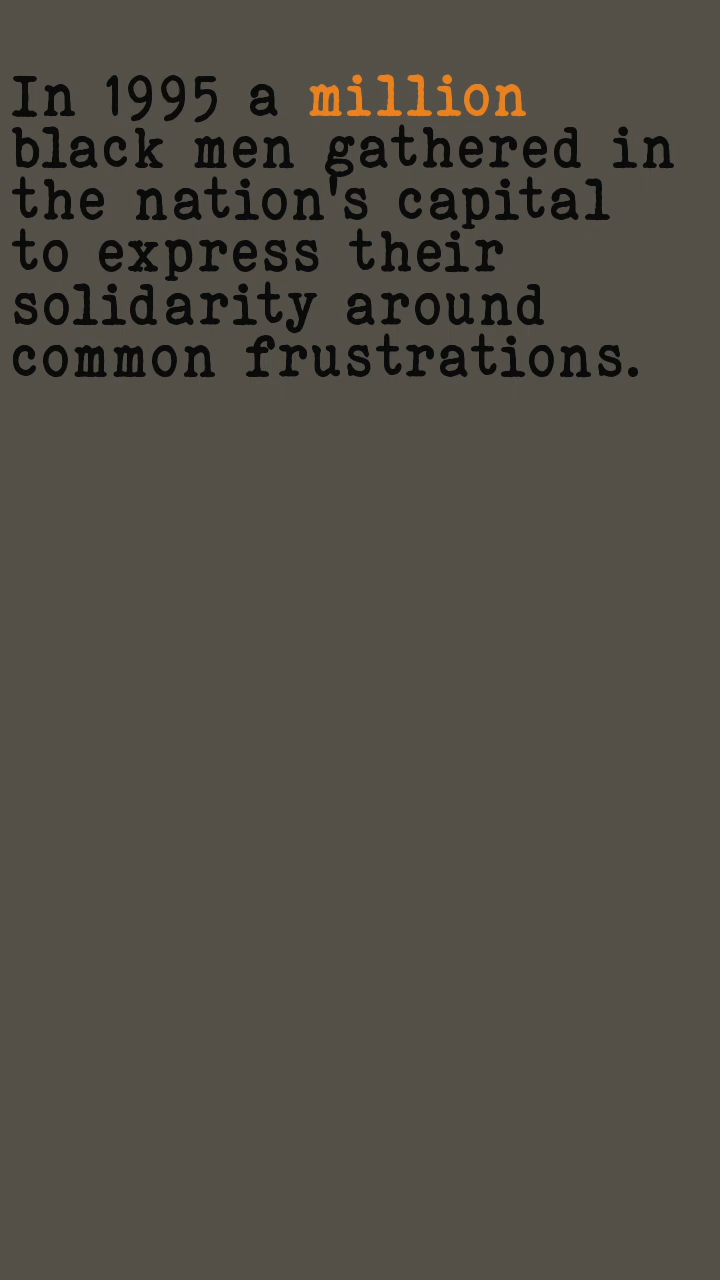 In 1995 a million
black men gathered in
the nation's capital
to express their
solidarity around
common frustrations.